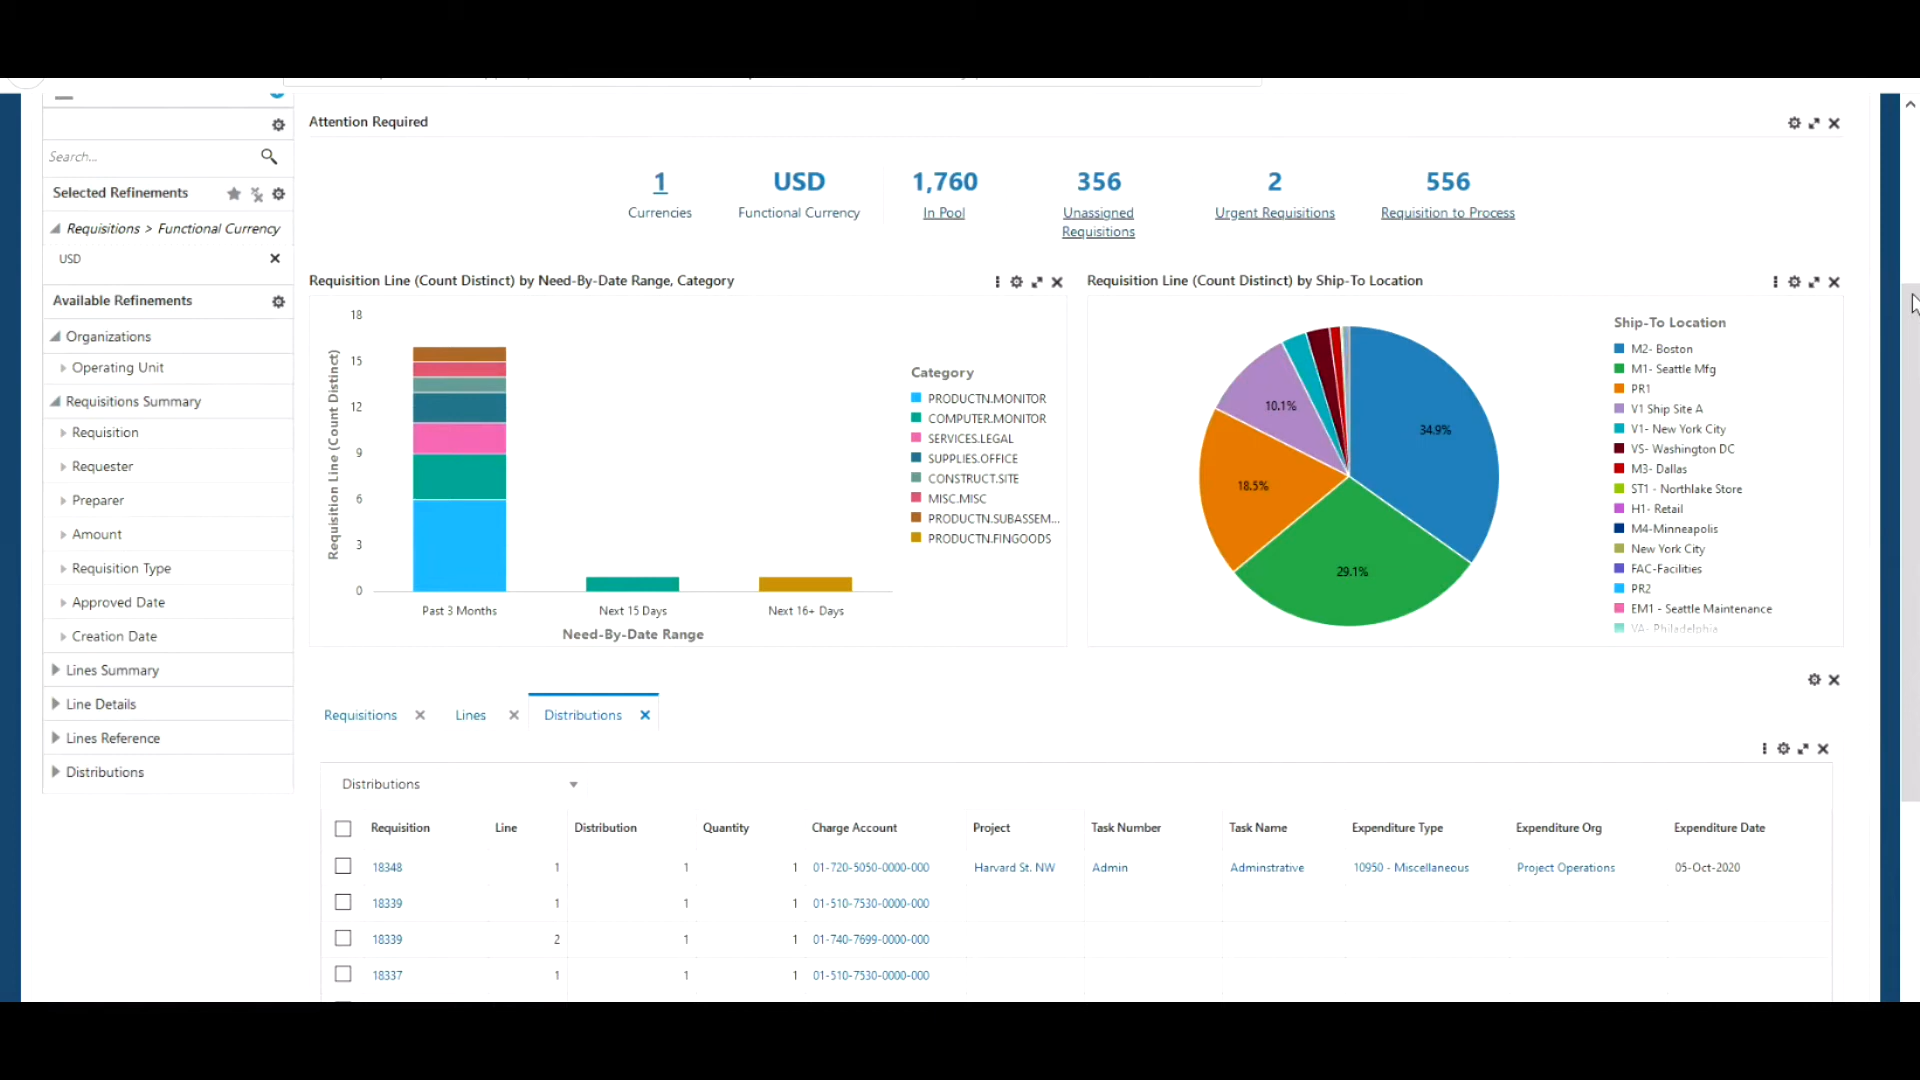 Attention Required
Search...
Selected Refinements
Requisitions > Functional Currency
USD
Available Refinements
Organizations
Operating Unit
Requisitions Summary
Requisition
Requester
Preparer
Amount
Requisition Type
Approved Date
Creation Date
Lines Summary
Line Details
Lines Reference
Distributions
1 USD 1,760 356 2 556
Currencies Functional Currency In Pool Unassigned Requisitions Urgent Requisitions Requisition to Process
Requisition Line (Count Distinct) by Need-By-Date Range, Category
Requisition Line (Count Distinct)
18
15
12
9
6
3
0
Past 3 Months Next 15 Days Next 16+ Days
Need-By-Date Range
Category
PRODUCTN.MONITOR
COMPUTER.MONITOR
SERVICES.LEGAL
SUPPLIES.OFFICE
CONSTRUCT.SITE
MISC.MISC
PRODUCTN.SUBASSEM...
PRODUCTN.FINGOODS
Requisition Line (Count Distinct) by Ship-To Location
10.1%
34.9%
18.5%
29.1%
Ship-To Location
M2- Boston
M1- Seattle Mfg
PR1
V1 Ship Site A
V1- New York City
VS- Washington DC
M3- Dallas
ST1 - Northlake Store
H1- Retail
M4-Minneapolis
New York City
FAC-Facilities
PR2
EM1 - Seattle Maintenance
VA- Philadelphia
Requisitions Lines Distributions
Distributions
Requisition Line Distribution Quantity Charge Account Project Task Number Task Name Expenditure Type Expenditure Org Expenditure Date
18348 1 1 1 01-720-5050-0000-000 Harvard St. NW Admin Adminstrative 10950 - Miscellaneous Project Operations 05-Oct-2020
18339 1 1 1 01-510-7530-0000-000
18339 2 1 1 01-740-7699-0000-000
18337 1 1 1 01-510-7530-0000-000